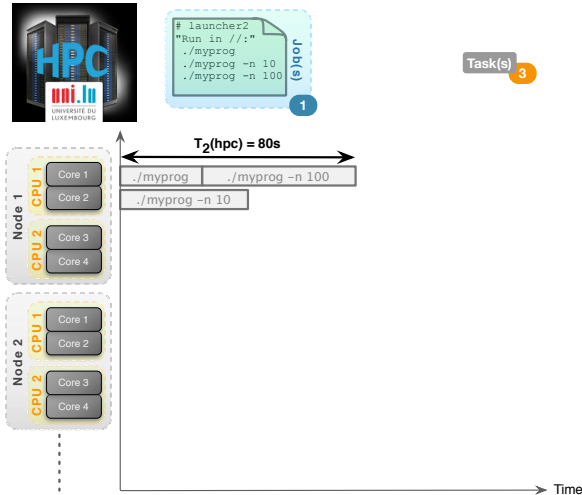 HPC
uni.lu
UNIVERSITÉ DU
LUXEMBOURG
# launcher2
"Run in //:"
./myprog
./myprog -n 10
./myprog -n 100
Job(s)
1
Task(s)
3
T2(hpc) = 80s
Node 1
CPU 1
Core 1
Core 2
CPU 2
Core 3
Core 4
./myprog
./myprog -n 100
./myprog -n 10
Node 2
CPU 1
Core 1
Core 2
CPU 2
Core 3
Core 4
Time